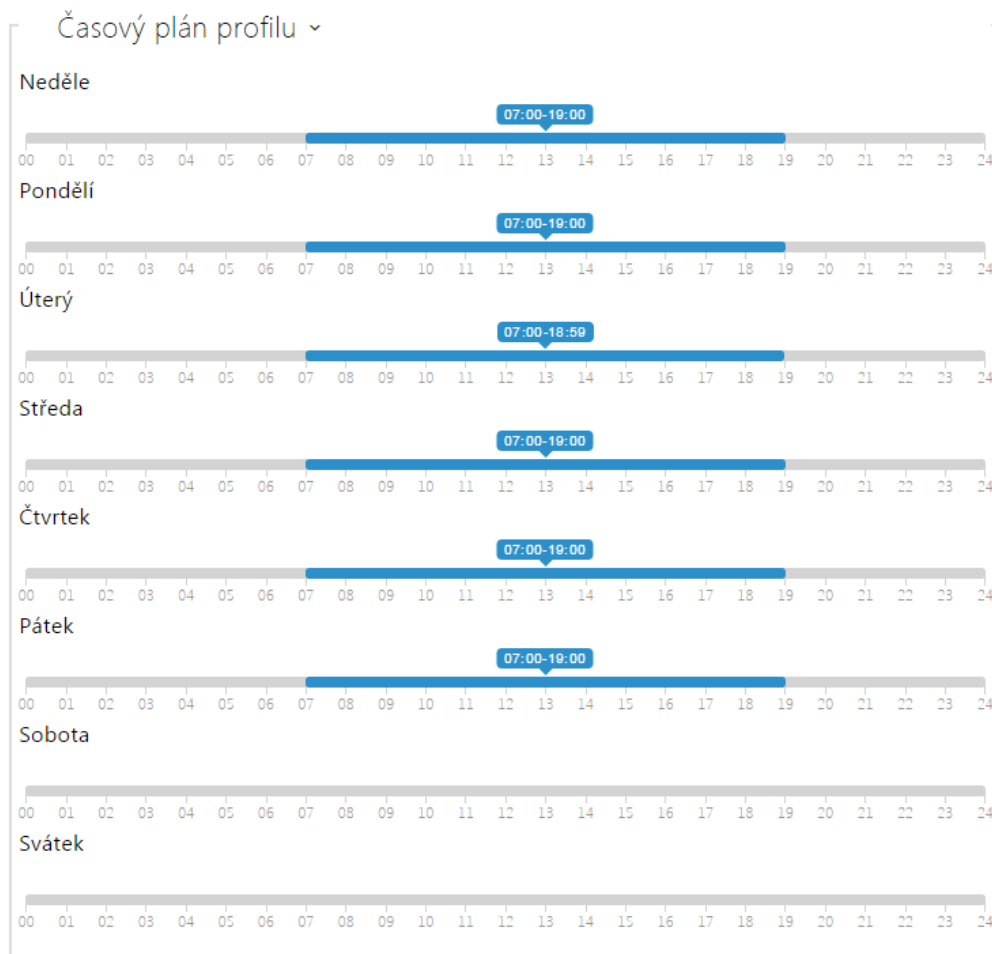 Časový plán profilu
Neděle
07:00-19:00
00 01 02 03 04 05 06 07 08 09 10 11 12 13 14 15 16 17 18 19 20 21 22 23 24
Pondělí
07:00-19:00
00 01 02 03 04 05 06 07 08 09 10 11 12 13 14 15 16 17 18 19 20 21 22 23 24
Úterý
07:00-18:59
00 01 02 03 04 05 06 07 08 09 10 11 12 13 14 15 16 17 18 19 20 21 22 23 24
Středa
07:00-19:00
00 01 02 03 04 05 06 07 08 09 10 11 12 13 14 15 16 17 18 19 20 21 22 23 24
Čtvrtek
07:00-19:00
00 01 02 03 04 05 06 07 08 09 10 11 12 13 14 15 16 17 18 19 20 21 22 23 24
Pátek
07:00-19:00
00 01 02 03 04 05 06 07 08 09 10 11 12 13 14 15 16 17 18 19 20 21 22 23 24
Sobota
00 01 02 03 04 05 06 07 08 09 10 11 12 13 14 15 16 17 18 19 20 21 22 23 24
Svátek
00 01 02 03 04 05 06 07 08 09 10 11 12 13 14 15 16 17 18 19 20 21 22 23 24